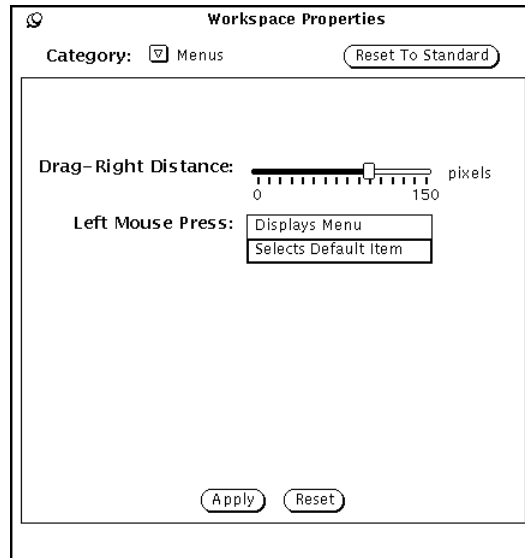 Workspace Properties
Category: Menus Reset To Standard
Drag-Right Distance: pixels
0 150
Left Mouse Press: Displays Menu
Selects Default Item
Apply Reset